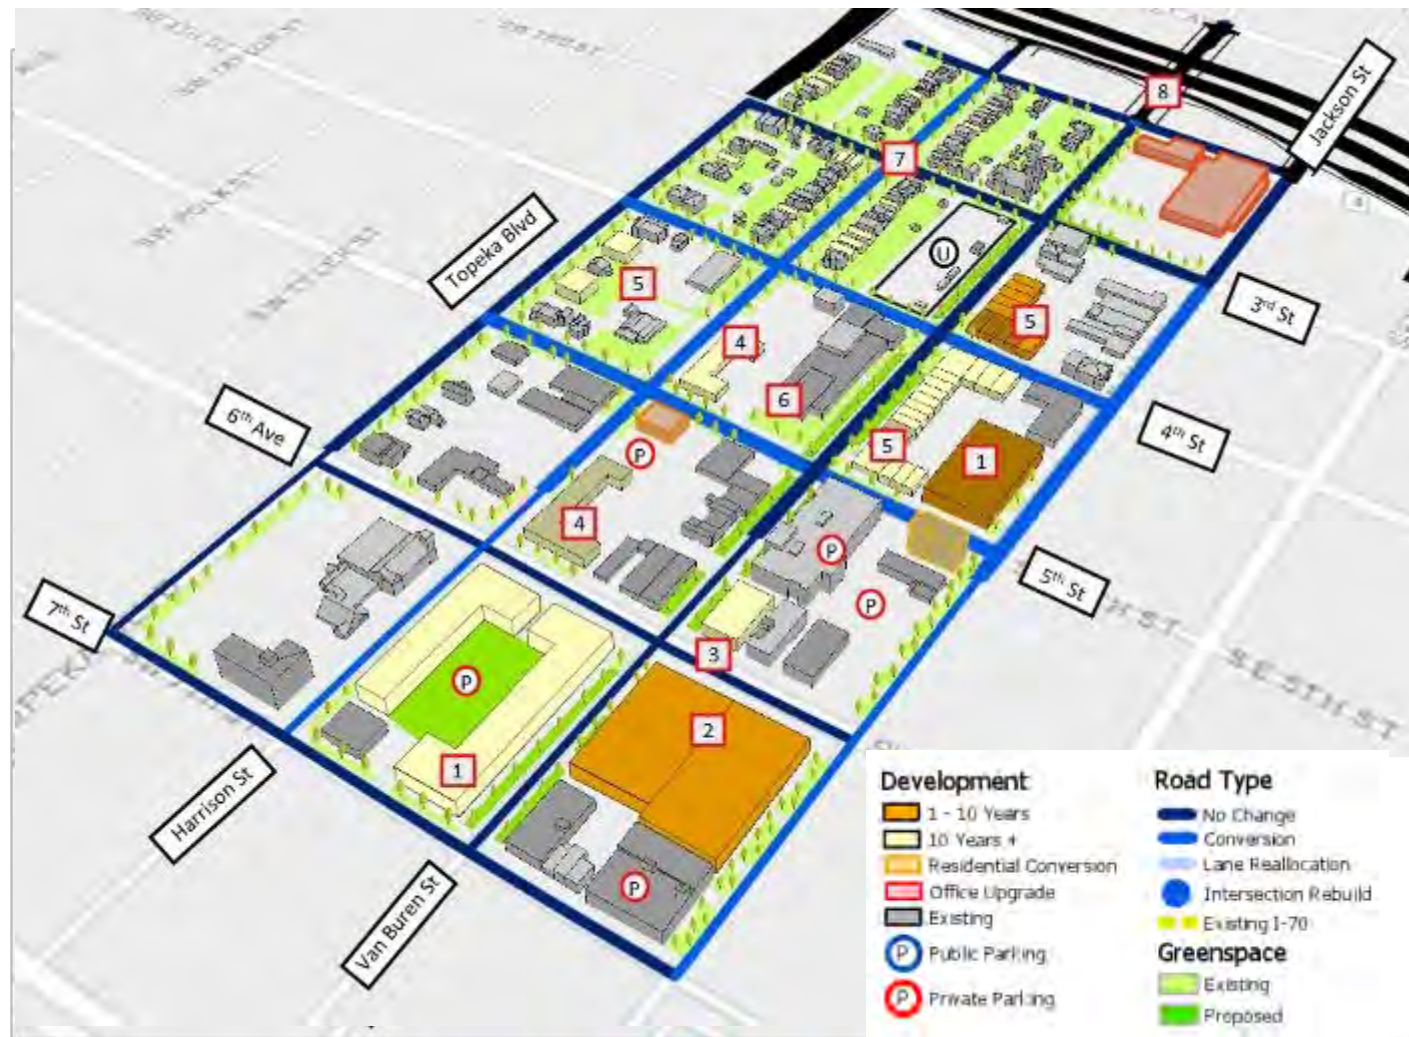 8
Jackson St
7
Topeka Blvd
U
5
3rd St
5
4
6
4th St
6th Ave
5
1
P
4
P
5th St
P
7th St
3
P
2
1
Harrison St
P
Van Buren St
SE 5TH ST
Development
1 - 10 Years
10 Years +
Residential Conversion
Office Upgrade
Existing
P Public Parking
P Private Parking
Road Type
No Change
Conversion
Lane Reallocation
Intersection Rebuild
Existing I-70
Greenspace
Existing
Proposed